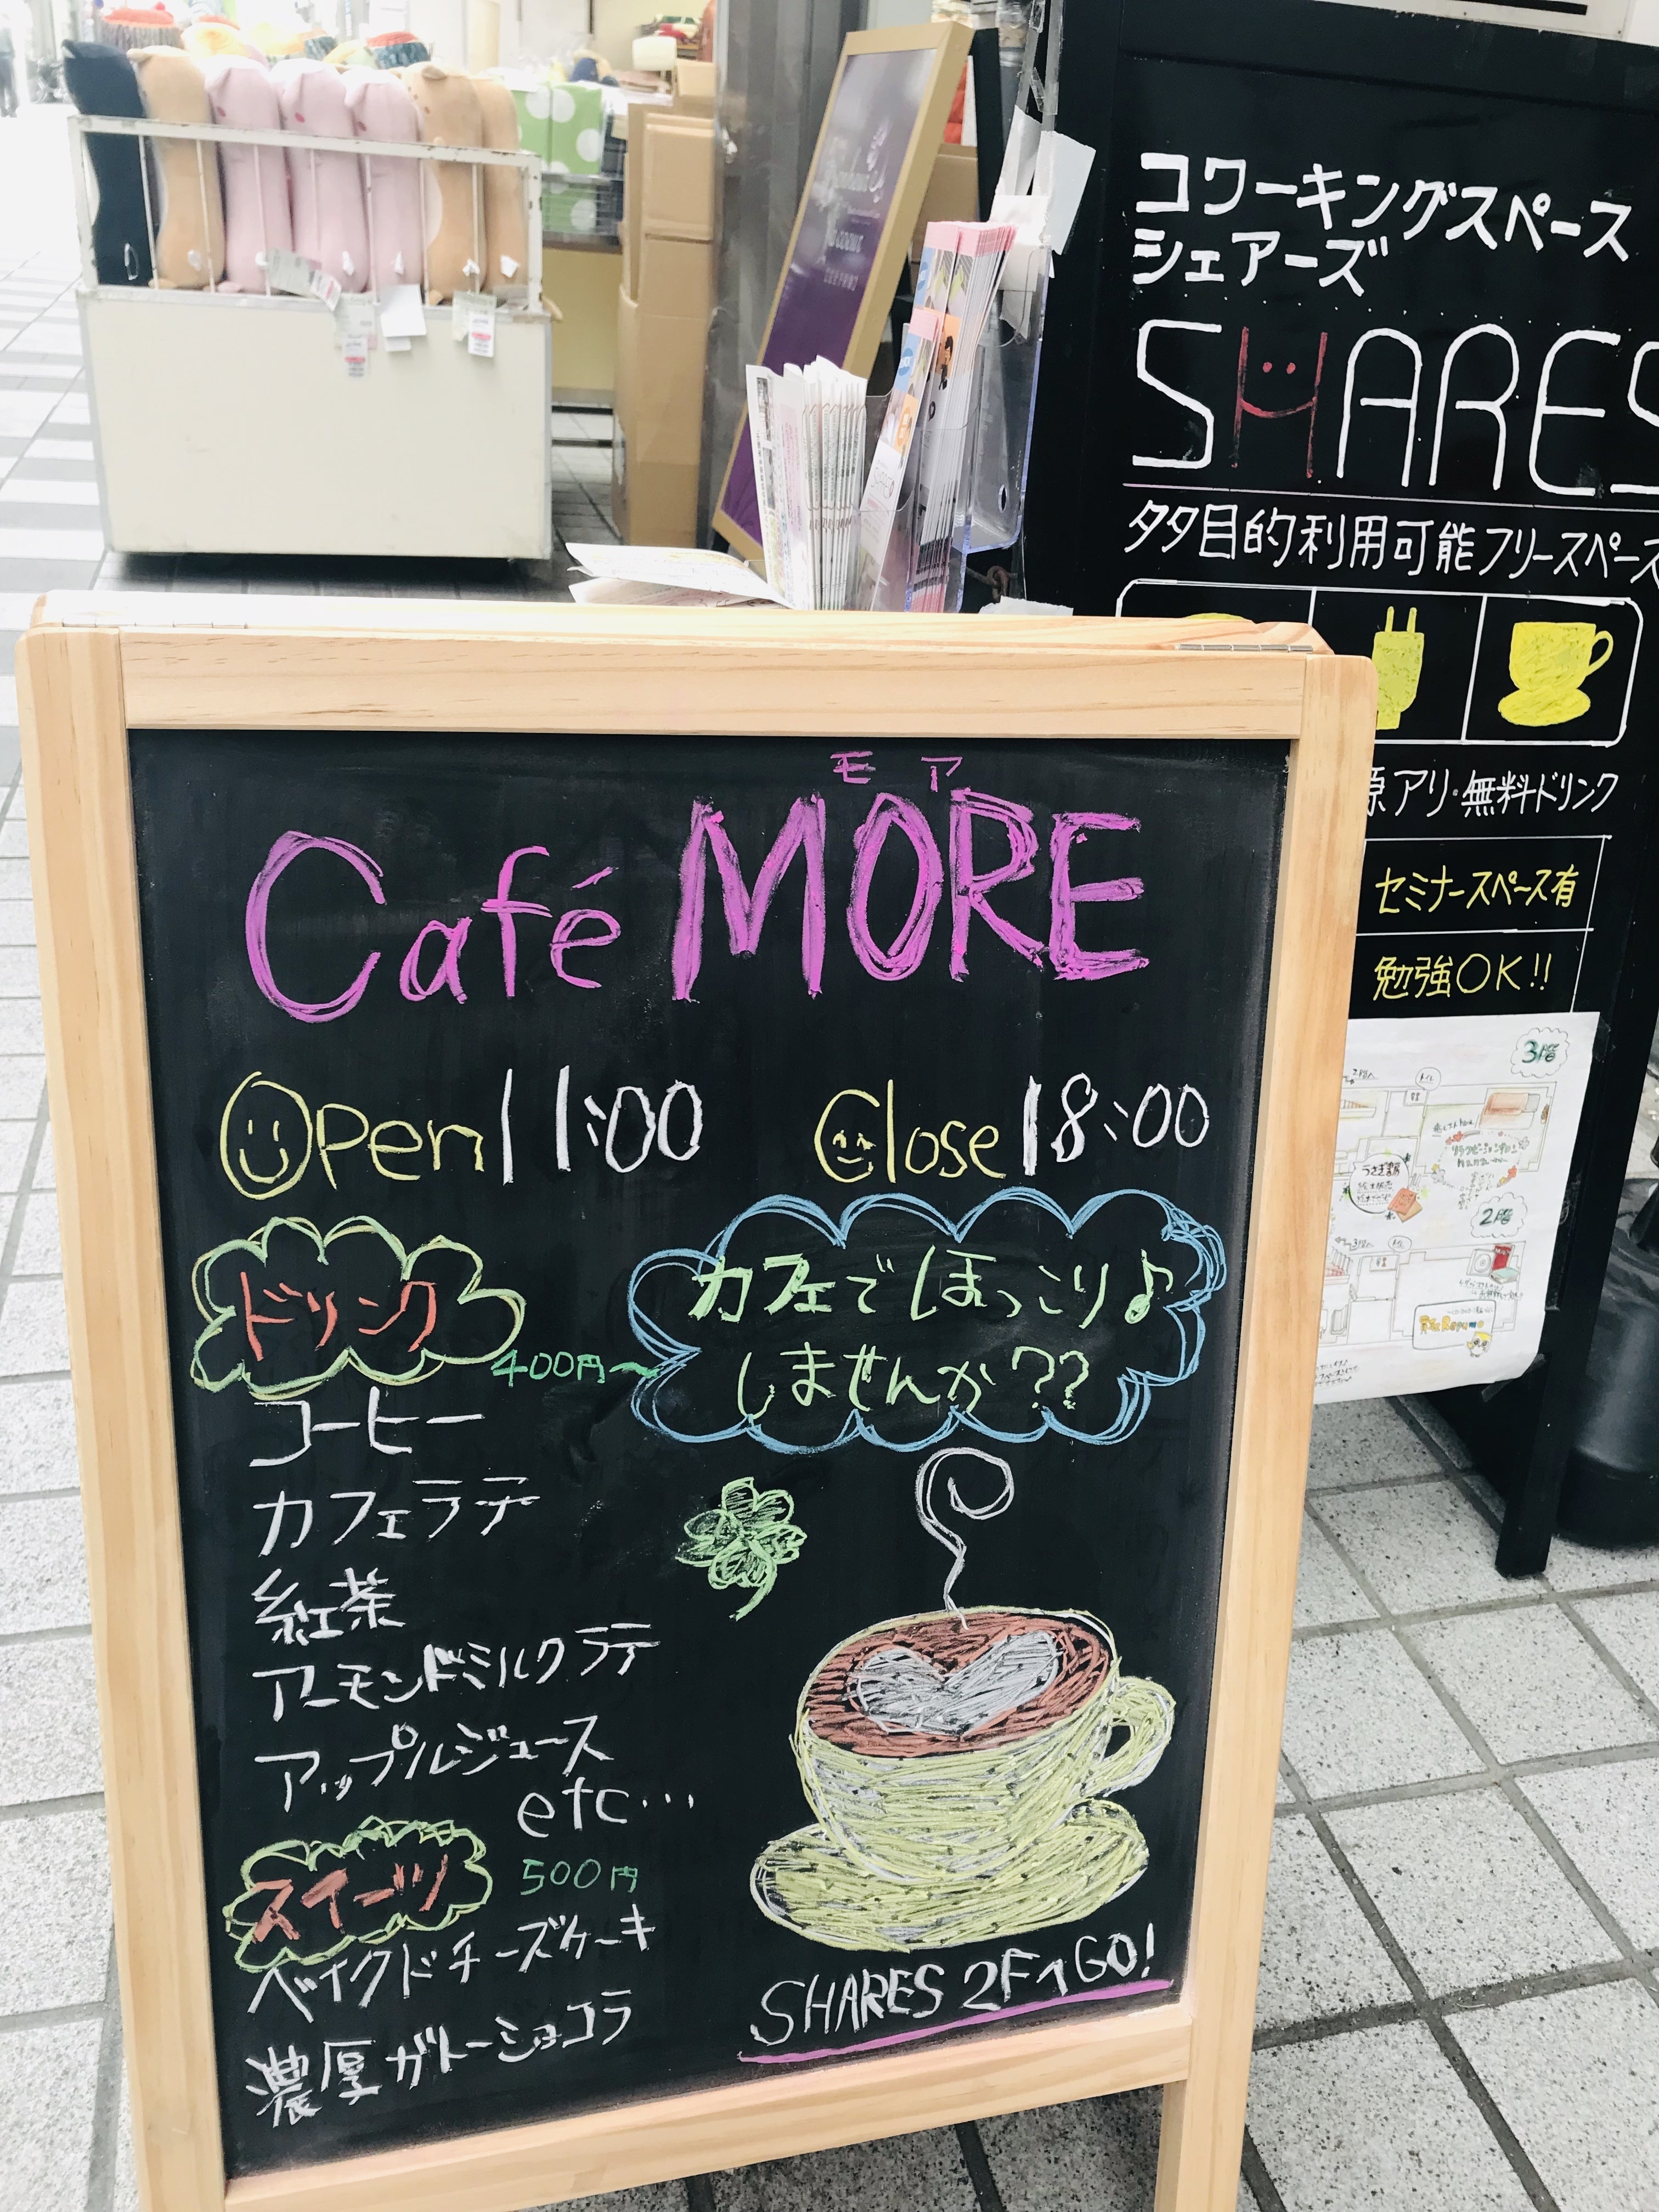 コワーキングスペース
シェアーズ
SHARES
多目的利用可能フリースペース
原アリ・無料ドリンク
セミナースペース有
勉強OK!!
3階
2階
モア
Café MORE
Open 11:00 Close 18:00
ドリンク
400円〜
カフェでほっこり♪
しませんか??
コーヒー
カフェラテ
紅茶
アーモンドミルクラテ
アップルジュース
etc…
スイーツ
500円
ベイクドチーズケーキ
濃厚ガトーショコラ
SHARES 2FへGO!